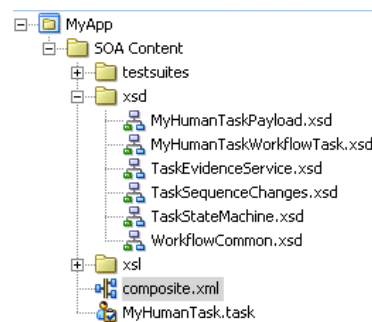 MyApp
SOA Content
testsuites
xsd
MyHumanTaskPayload.xsd
MyHumanTaskWorkflowTask.xsd
TaskEvidenceService.xsd
TaskSequenceChanges.xsd
TaskStateMachine.xsd
WorkflowCommon.xsd
xsl
composite.xml
MyHumanTask.task